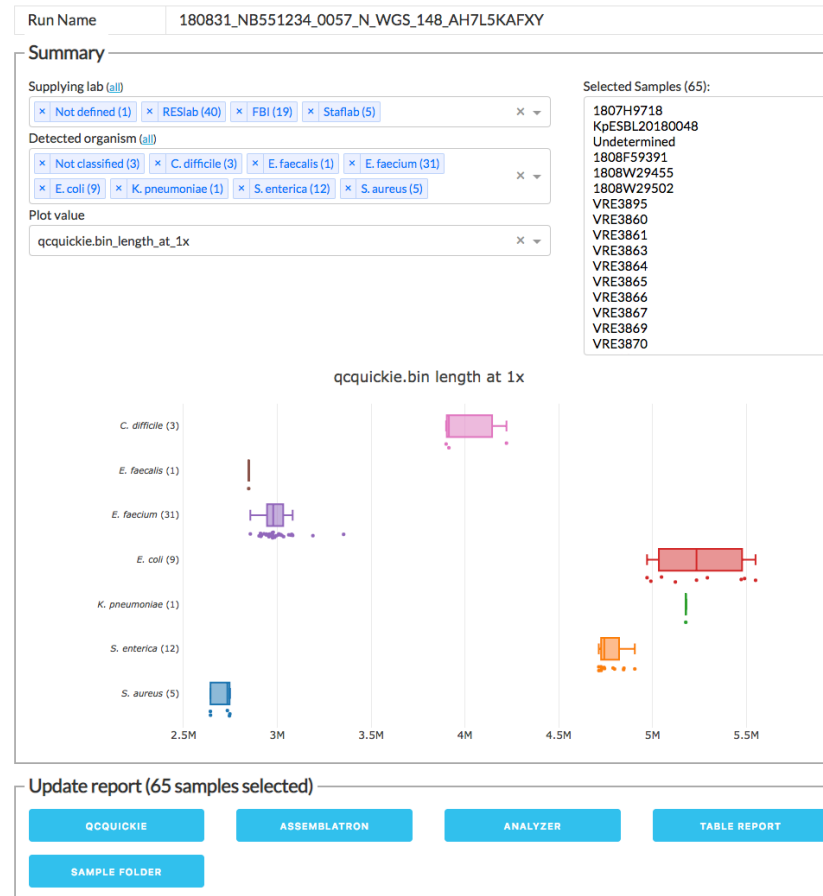 Run Name 180831_NB551234_0057_N_WGS_148_AH7L5KAFXY
Summary
Supplying lab (all)
× Not defined (1) × RESlab (40) × FBI (19) × Staflab (5) ×
Detected organism (all)
× Not classified (3) × C. difficile (3) × E. faecalis (1) × E. faecium (31)
× E. coli (9) × K. pneumoniae (1) × S. enterica (12) × S. aureus (5) ×
Plot value
qcquickie.bin_length_at_1x ×
Selected Samples (65):
1807H9718
KpESBL20180048
Undetermined
1808F59391
1808W29455
1808W29502
VRE3895
VRE3860
VRE3861
VRE3863
VRE3864
VRE3865
VRE3866
VRE3867
VRE3869
VRE3870
qcquickie.bin length at 1x
C. difficile (3)
E. faecalis (1)
E. faecium (31)
E. coli (9)
K. pneumoniae (1)
S. enterica (12)
S. aureus (5)
2.5M 3M 3.5M 4M 4.5M 5M 5.5M
Update report (65 samples selected)
QCQUICKIE ASSEMBLATRON ANALYZER TABLE REPORT
SAMPLE FOLDER